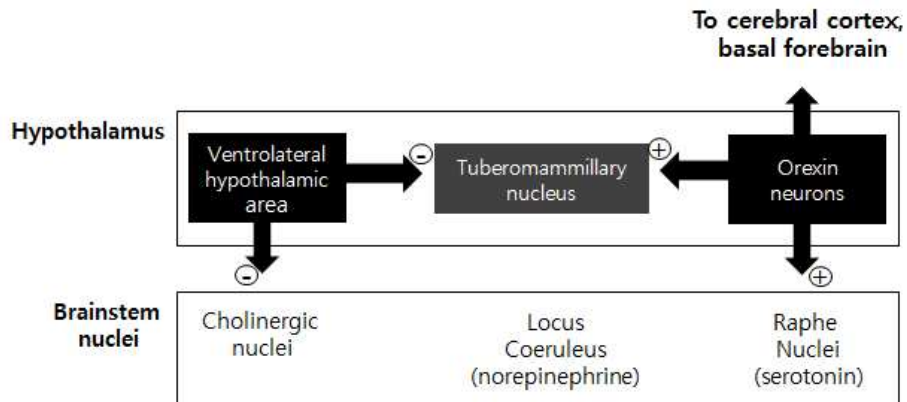 To cerebral cortex,
basal forebrain
Hypothalamus
Ventrolateral
hypothalamic
area
-
Tuberomammillary
nucleus
+
Orexin
neurons
-
+
Brainstem
nuclei
Cholinergic
nuclei
Locus
Coeruleus
(norepinephrine)
Raphe
Nuclei
(serotonin)